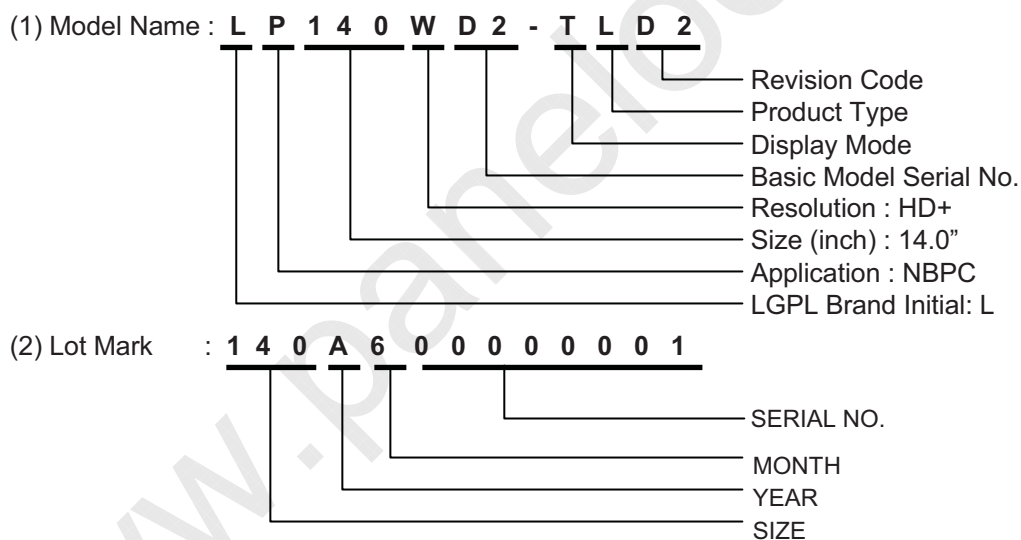 (1) Model Name : L P 1 4 0 W D 2 - T L D 2
Revision Code
Product Type
Display Mode
Basic Model Serial No.
Resolution : HD+
Size (inch) : 14.0”
Application : NBPC
LGPL Brand Initial: L
(2) Lot Mark : 1 4 0 A 6 0 0 0 0 0 0 0 1
SERIAL NO.
MONTH
YEAR
SIZE
w.panelo